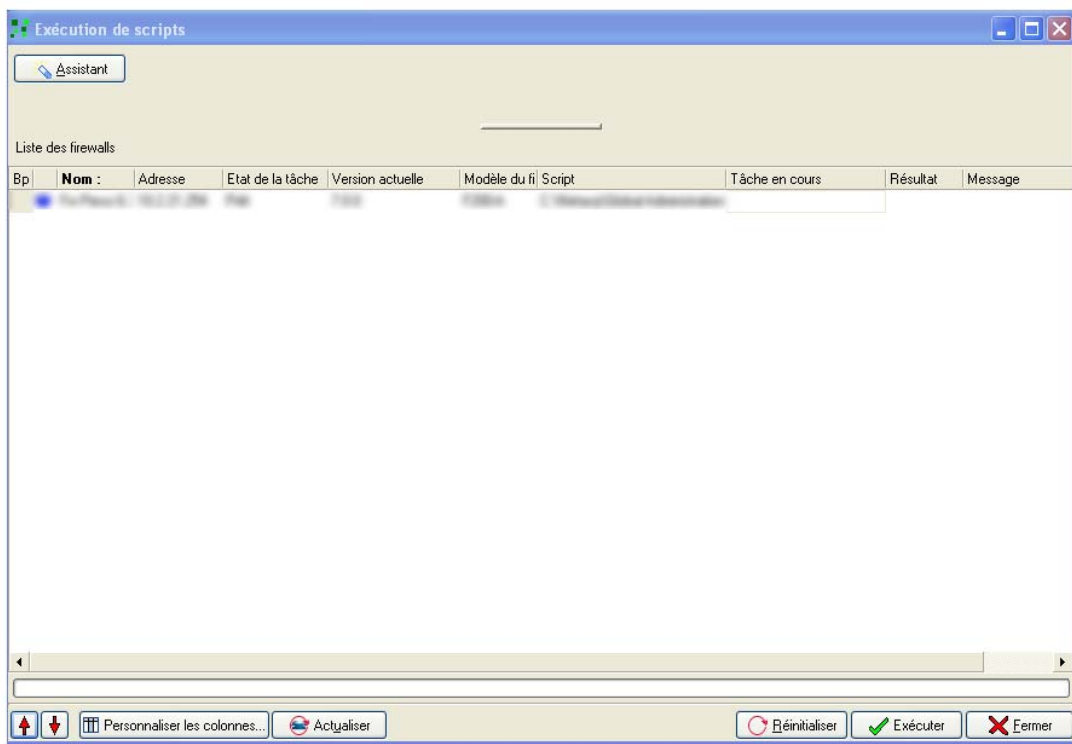 Exécution de scripts
Assistant
Liste des firewalls
Bp Nom : Adresse Etat de la tâche Version actuelle Modèle du fi Script Tâche en cours Résultat Message
Personnaliser les colonnes... Actualiser Réinitialiser Exécuter Fermer